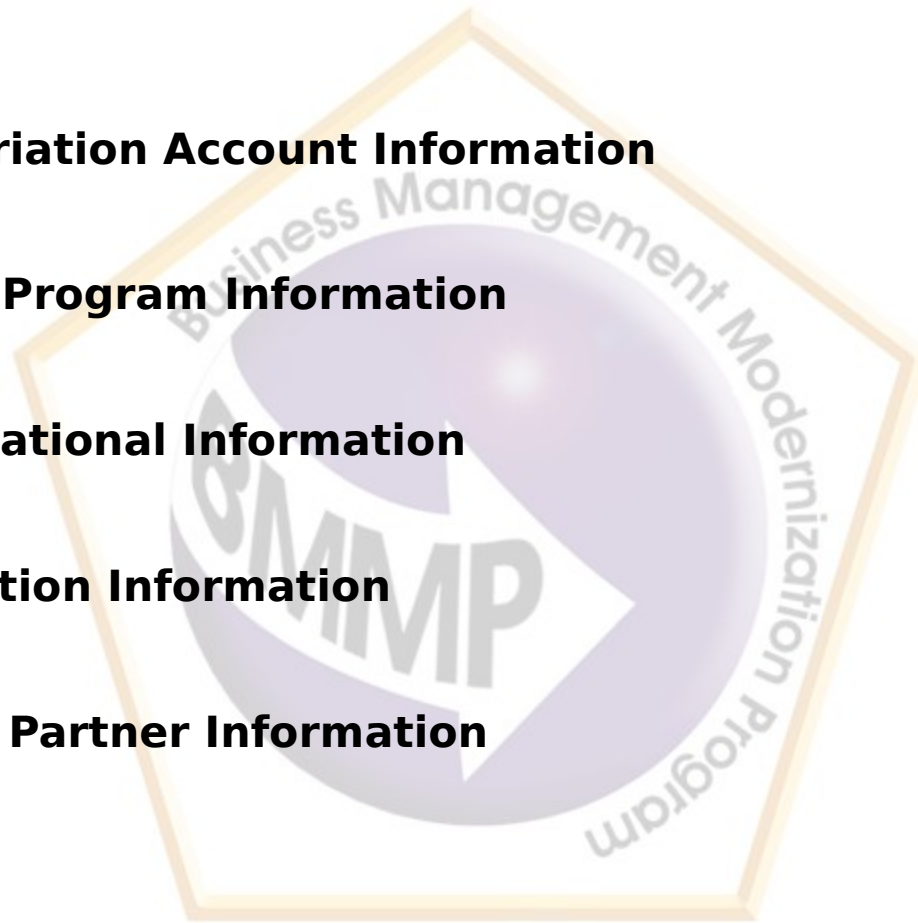 riation Account Information
Program Information
ational Information
tion Information
Partner Information
Business Management Modernization Program
BMMP